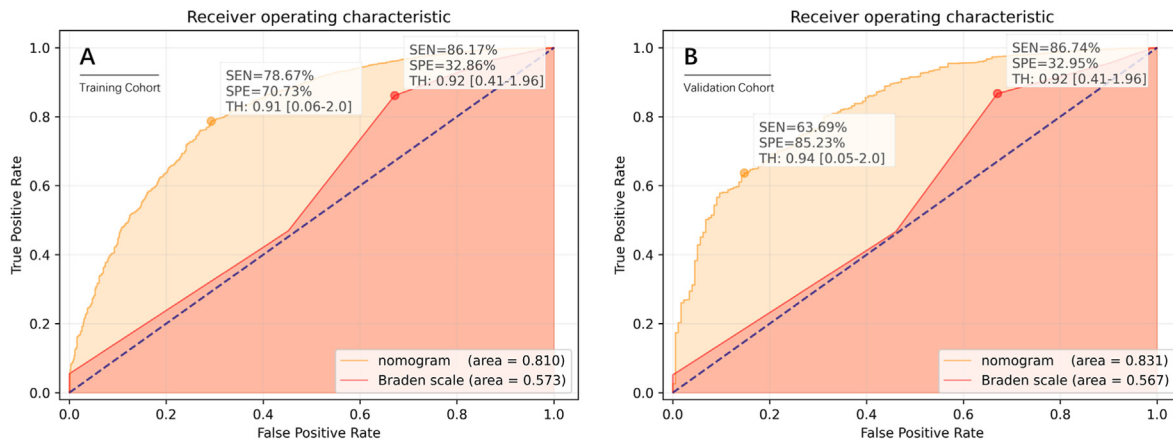 Receiver operating characteristic
A
Training Cohort
SEN=78.67%
SPE=70.73%
TH: 0.91 [0.06-2.0]
SEN=86.17%
SPE=32.86%
TH: 0.92 [0.41-1.96]
True Positive Rate
1.0
0.8
0.6
0.4
0.2
0.0
0.0 0.2 0.4 0.6 0.8 1.0
False Positive Rate
nomogram (area = 0.810)
Braden scale (area = 0.573)
Receiver operating characteristic
B
Validation Cohort
SEN=63.69%
SPE=85.23%
TH: 0.94 [0.05-2.0]
SEN=86.74%
SPE=32.95%
TH: 0.92 [0.41-1.96]
True Positive Rate
1.0
0.8
0.6
0.4
0.2
0.0
0.0 0.2 0.4 0.6 0.8 1.0
False Positive Rate
nomogram (area = 0.831)
Braden scale (area = 0.567)